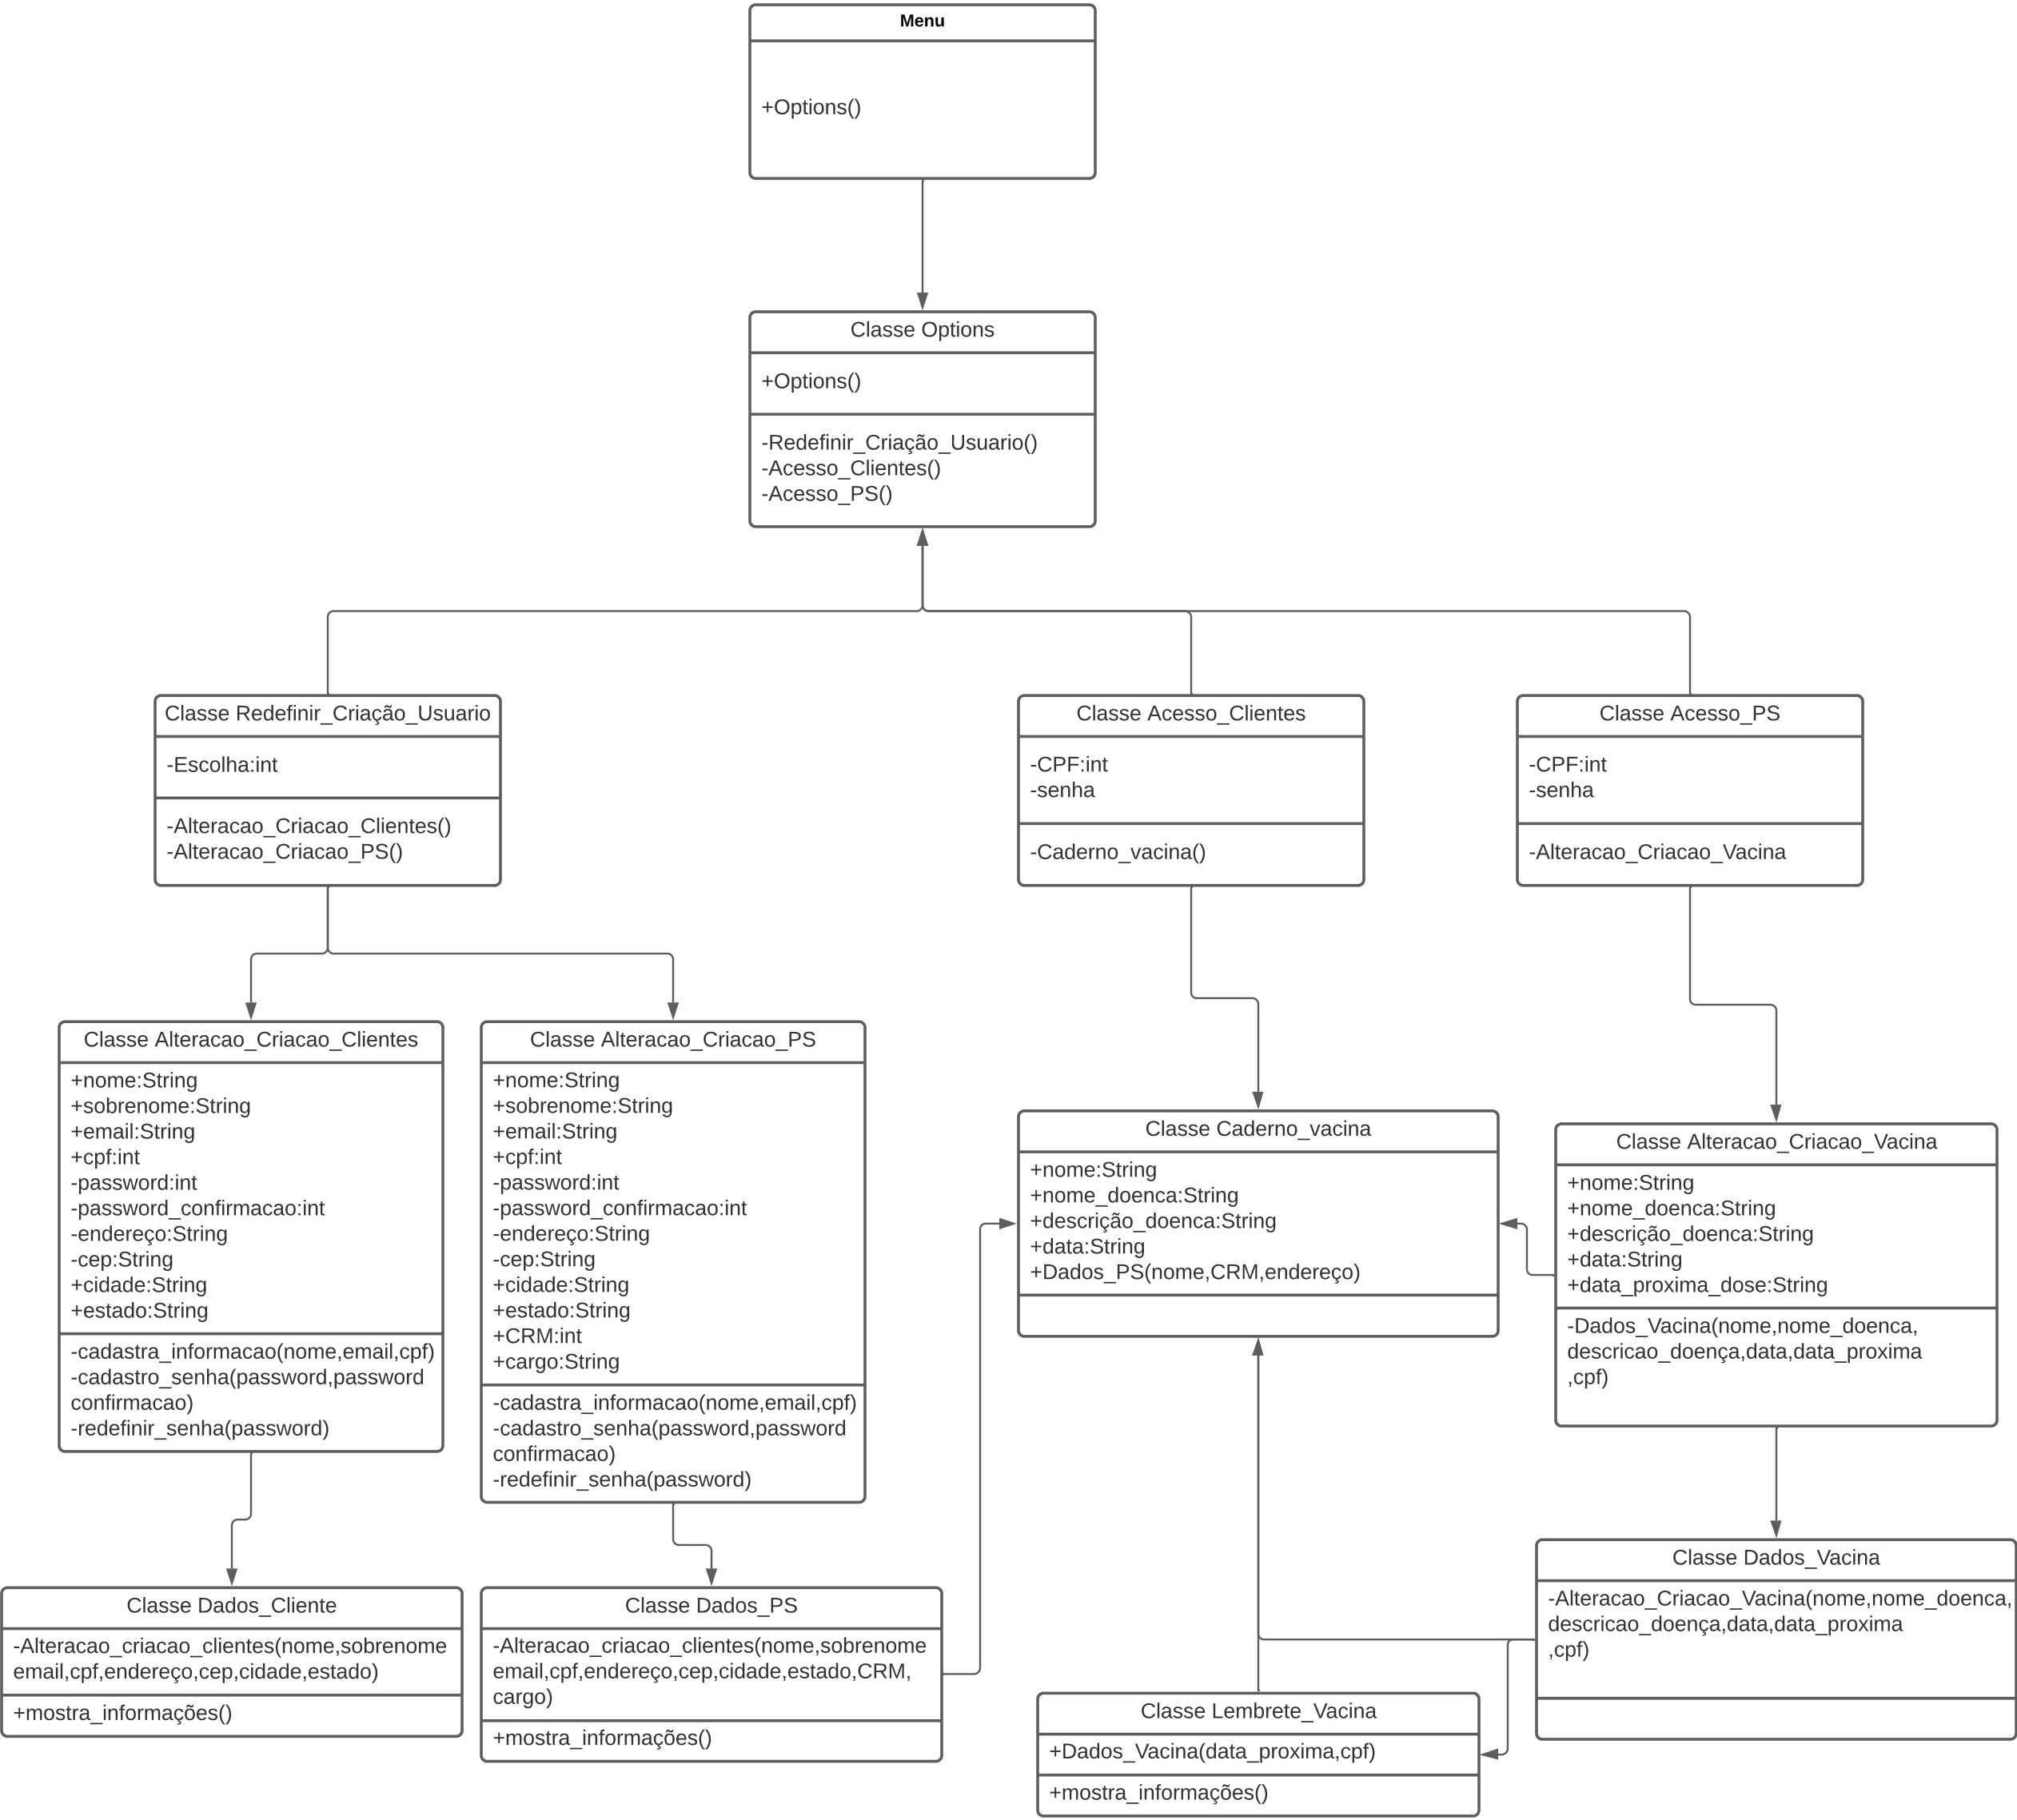 Menu
+Options()
Classe Options
+Options()
-Redefinir_Criação_Usuario()
-Acesso_Clientes()
-Acesso_PS()
Classe Redefinir_Criação_Usuario
-Escolha:int
-Alteracao_Criacao_Clientes()
-Alteracao_Criacao_PS()
Classe Acesso_Clientes
-CPF:int
-senha
-Caderno_vacina()
Classe Acesso_PS
-CPF:int
-senha
-Alteracao_Criacao_Vacina
Classe Alteracao_Criacao_Clientes
+nome:String
+sobrenome:String
+email:String
+cpf:int
-password:int
-password_confirmacao:int
-endereço:String
-cep:String
+cidade:String
+estado:String
-cadastra_informacao(nome,email,cpf)
-cadastro_senha(password,password
confirmacao)
-redefinir_senha(password)
Classe Alteracao_Criacao_PS
+nome:String
+sobrenome:String
+email:String
+cpf:int
-password:int
-password_confirmacao:int
-endereço:String
-cep:String
+cidade:String
+estado:String
+CRM:int
+cargo:String
-cadastra_informacao(nome,email,cpf)
-cadastro_senha(password,password
confirmacao)
-redefinir_senha(password)
Classe Caderno_vacina
+nome:String
+nome_doenca:String
+descrição_doenca:String
+data:String
+Dados_PS(nome,CRM,endereço)
Classe Alteracao_Criacao_Vacina
+nome:String
+nome_doenca:String
+descrição_doenca:String
+data:String
+data_proxima_dose:String
-Dados_Vacina(nome,nome_doenca,
descricao_doença,data,data_proxima
,cpf)
Classe Dados_Cliente
-Alteracao_criacao_clientes(nome,sobrenome
email,cpf,endereço,cep,cidade,estado)
+mostra_informações()
Classe Dados_PS
-Alteracao_criacao_clientes(nome,sobrenome
email,cpf,endereço,cep,cidade,estado,CRM,
cargo)
+mostra_informações()
Classe Dados_Vacina
-Alteracao_Criacao_Vacina(nome,nome_doenca,
descricao_doença,data,data_proxima
,cpf)
Classe Lembrete_Vacina
+Dados_Vacina(data_proxima,cpf)
+mostra_informações()